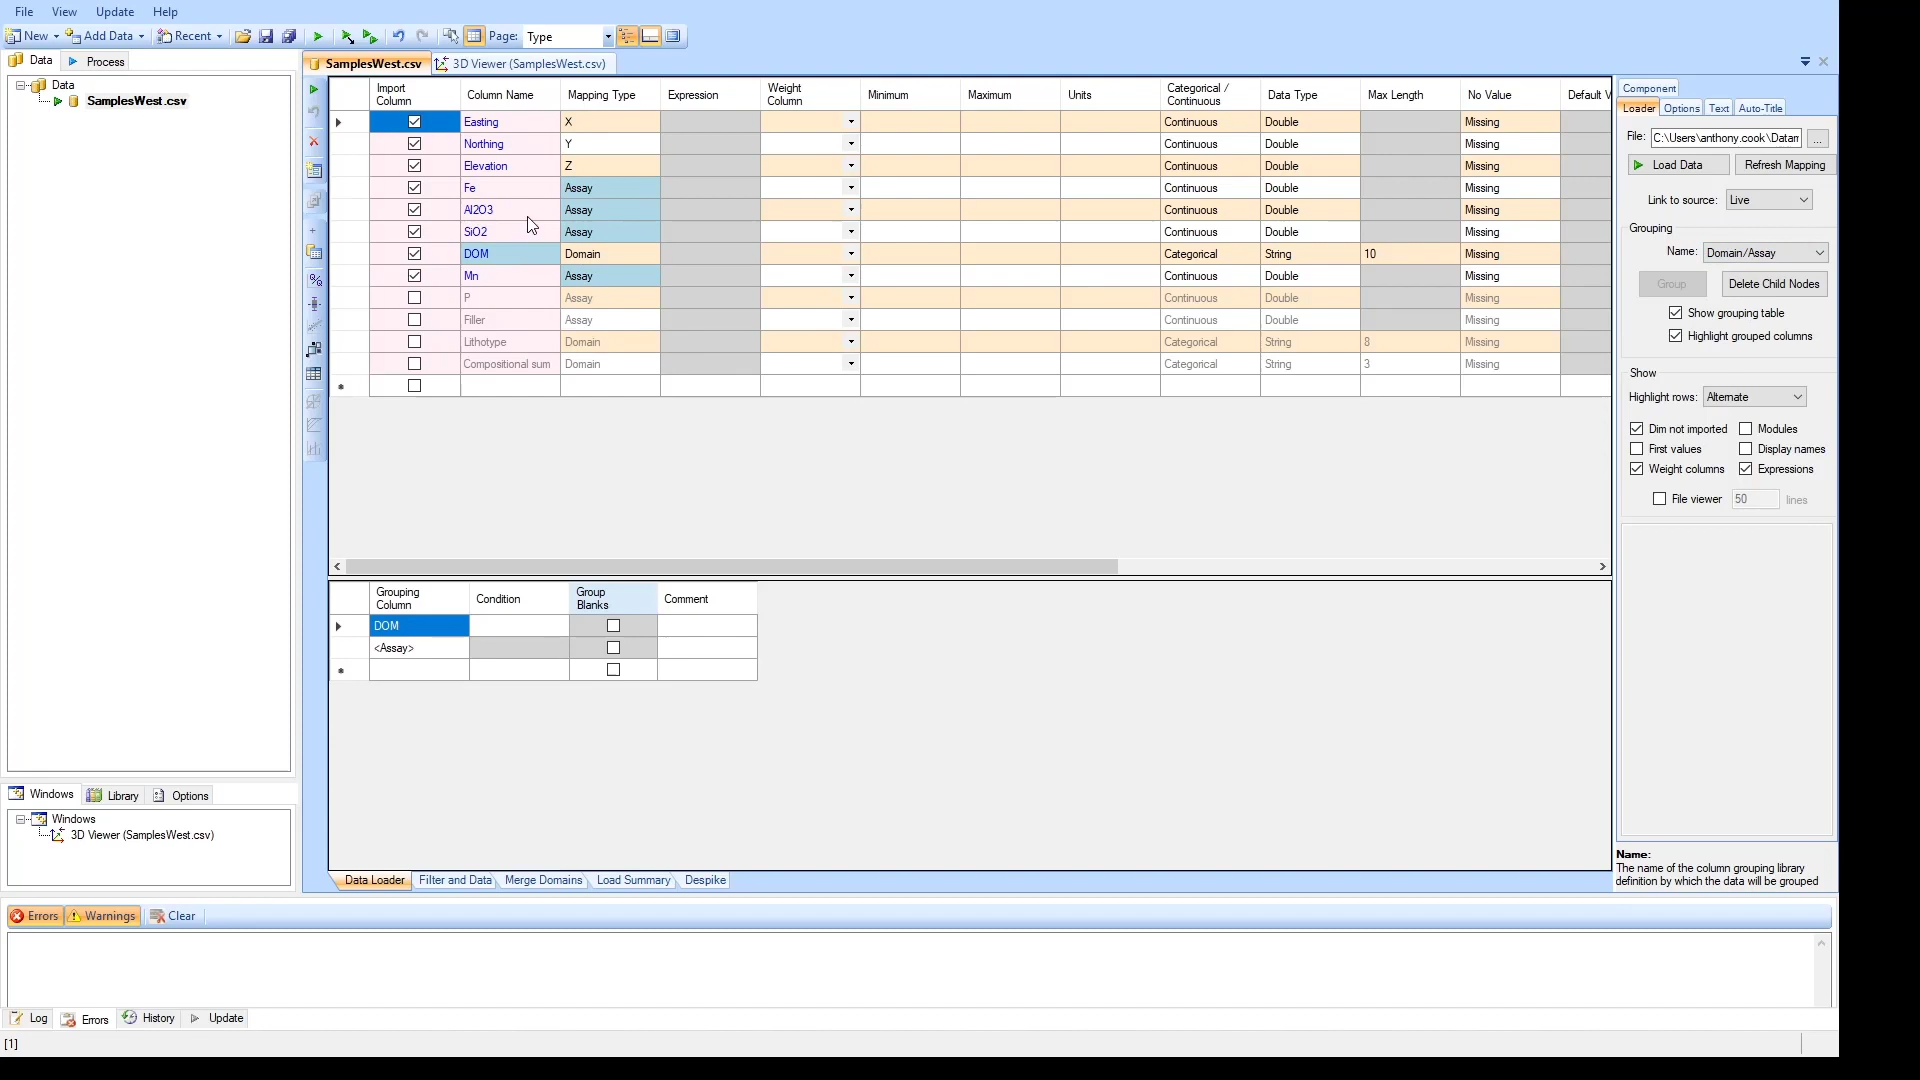 File View Update Help
New Add Data Recent Page: Type
Data Process
SamplesWest.csv 3D Viewer (SamplesWest.csv)
Data
SamplesWest.csv
Import Column Column Name Mapping Type Expression Weight Column Minimum Maximum Units Categorical / Continuous Data Type Max Length No Value Default V
Easting X Continuous Double Missing
Northing Y Continuous Double Missing
Elevation Z Continuous Double Missing
Fe Assay Continuous Double Missing
Al2O3 Assay Continuous Double Missing
SiO2 Assay Continuous Double Missing
DOM Domain Categorical String 10 Missing
Mn Assay Continuous Double Missing
P Assay Continuous Double Missing
Filler Assay Continuous Double Missing
Lithotype Domain Categorical String 8 Missing
Compositional sum Domain Categorical String 3 Missing
Grouping Column Condition Group Blanks Comment
DOM
<Assay>
Data Loader Filter and Data Merge Domains Load Summary Despike
Component
Loader Options Text Auto-Title
File: C:\Users\anthony.cook\Datam ...
Load Data Refresh Mapping
Link to source: Live
Grouping
Name: Domain/Assay
Group Delete Child Nodes
Show grouping table
Highlight grouped columns
Show
Highlight rows: Alternate
Dim not imported Modules
First values Display names
Weight columns Expressions
File viewer 50 lines
Name:
The name of the column grouping library
definition by which the data will be grouped
Windows Library Options
Windows
3D Viewer (SamplesWest.csv)
Errors Warnings Clear
Log Errors History Update
[1]